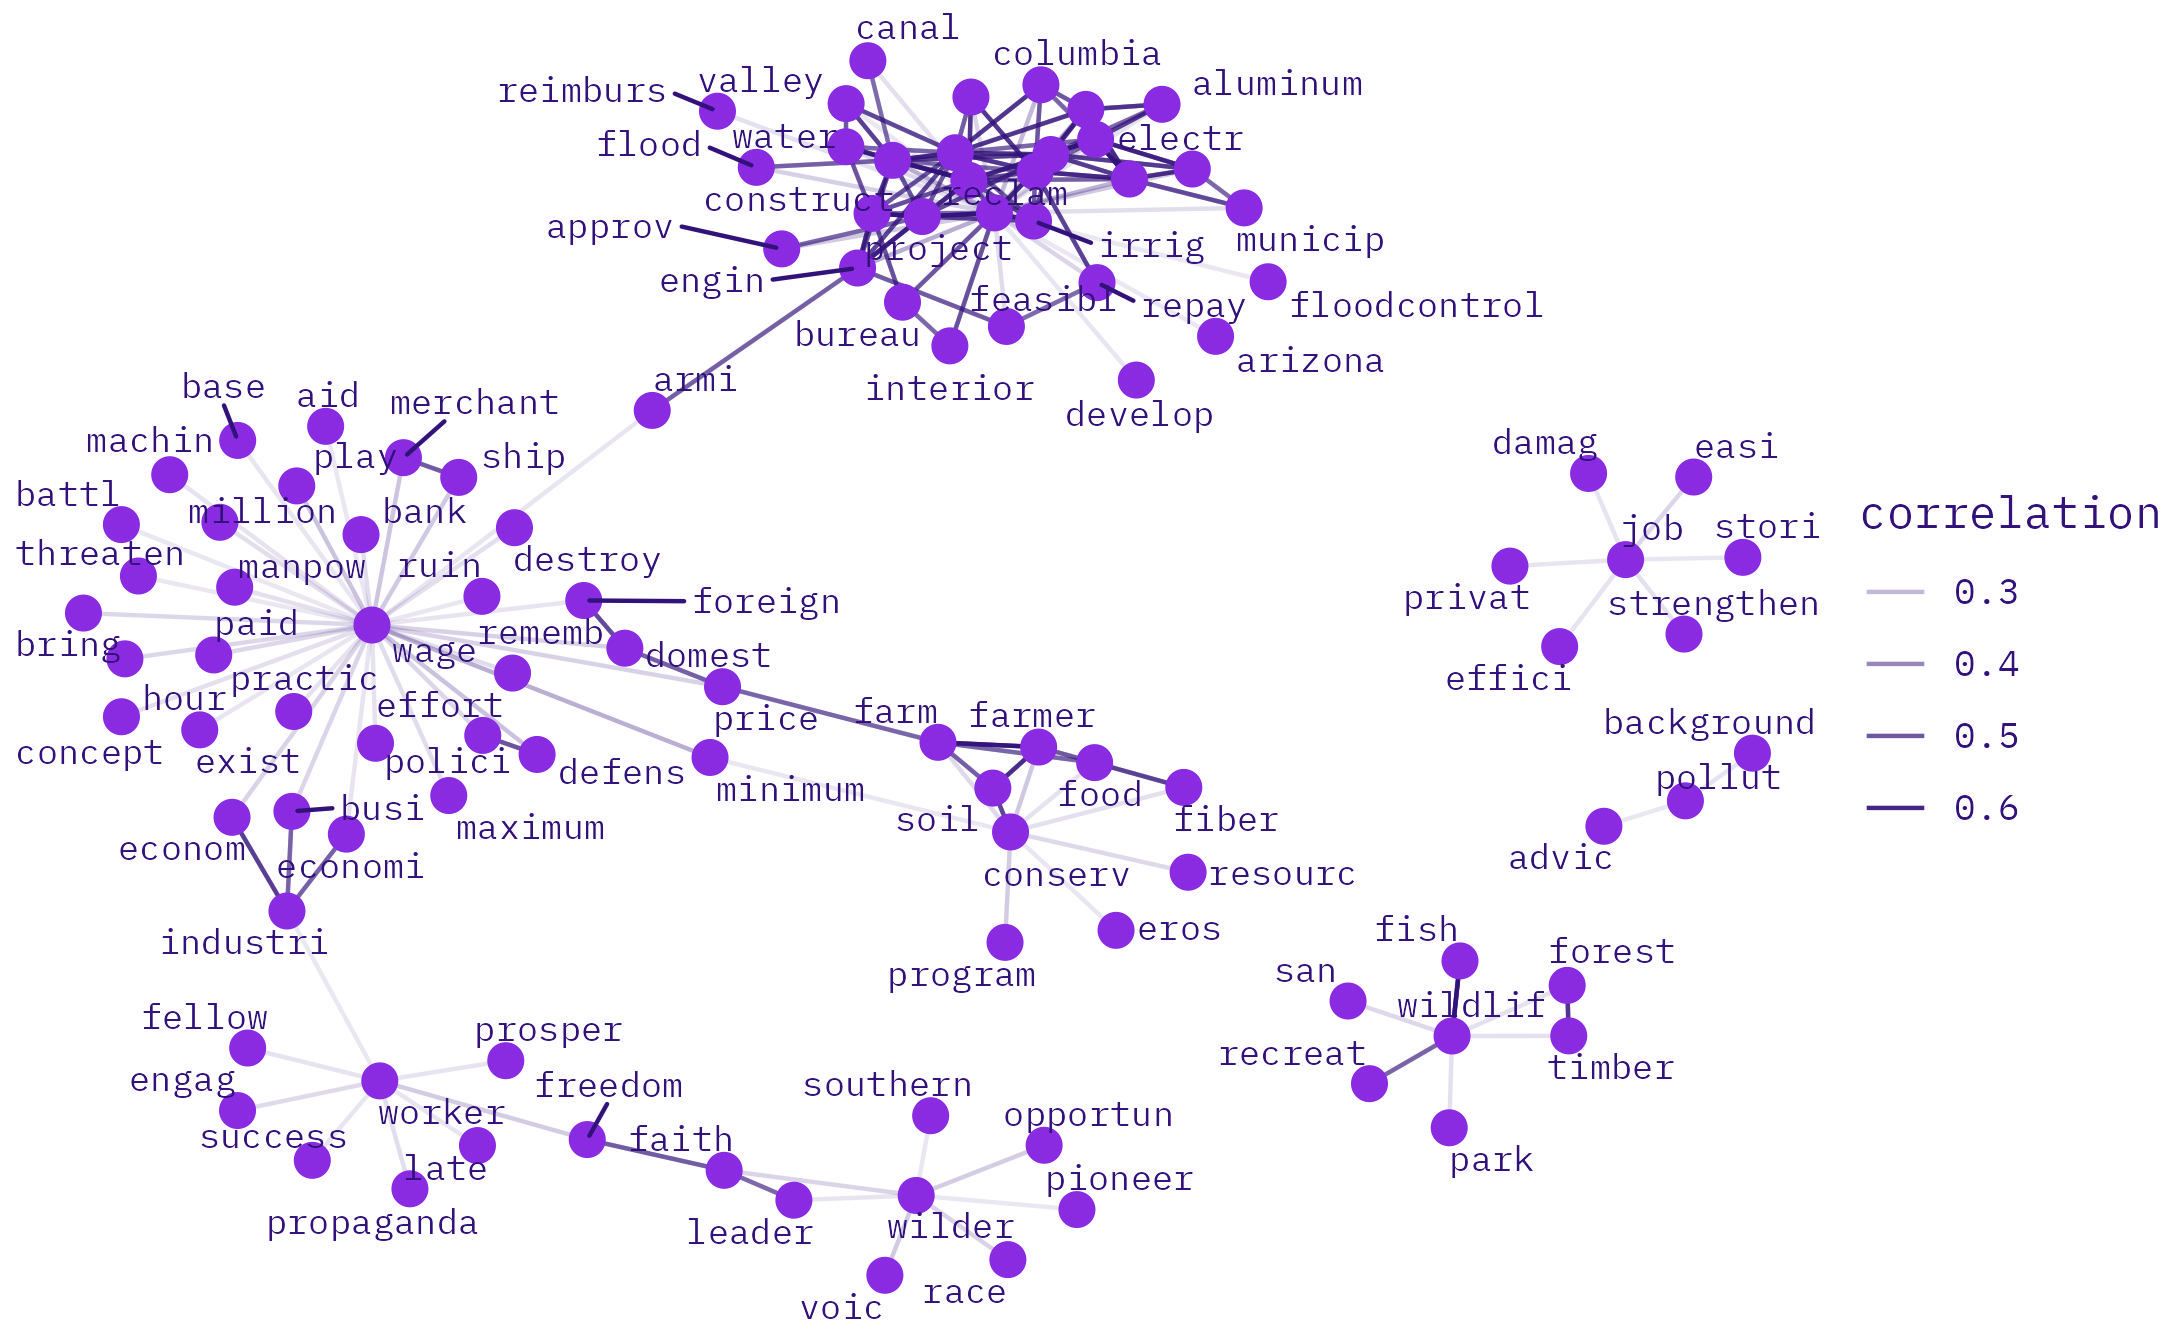 canal
columbia
reimburs
valley
aluminum
flood
water
electr
construct
reclam
approv
project
irrig
municip
engin
feasibl
repay
floodcontrol
bureau
interior
arizona
develop
armi
base
aid
merchant
machin
play
ship
battl
million
bank
threaten
manpow
ruin
destroy
foreign
bring
paid
rememb
wage
domest
hour
practic
effort
price
concept
exist
polici
defens
minimum
busi
maximum
econom
economi
industri
farm
farmer
soil
food
fiber
conserv
resourc
eros
program
damag
easi
job
stori
privat
strengthen
effici
background
pollut
advic
correlation
0.3
0.4
0.5
0.6
fish
forest
san
wildlif
recreat
timber
park
fellow
prosper
engag
freedom
worker
success
faith
late
propaganda
leader
southern
opportun
pioneer
wilder
race
voic